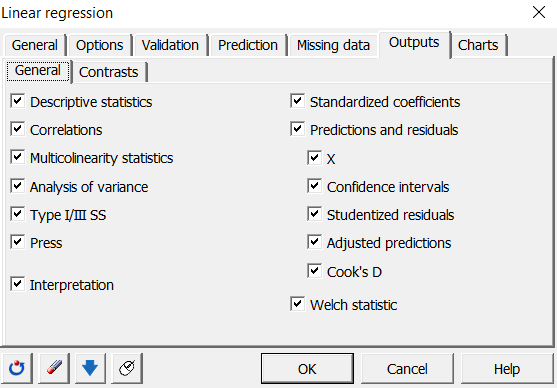 Linear regression
General Options Validation Prediction Missing data Outputs Charts
General Contrasts
Descriptive statistics
Correlations
Multicolinearity statistics
Analysis of variance
Type I/III SS
Press
Interpretation
Standardized coefficients
Predictions and residuals
X
Confidence intervals
Studentized residuals
Adjusted predictions
Cook's D
Welch statistic
OK Cancel Help